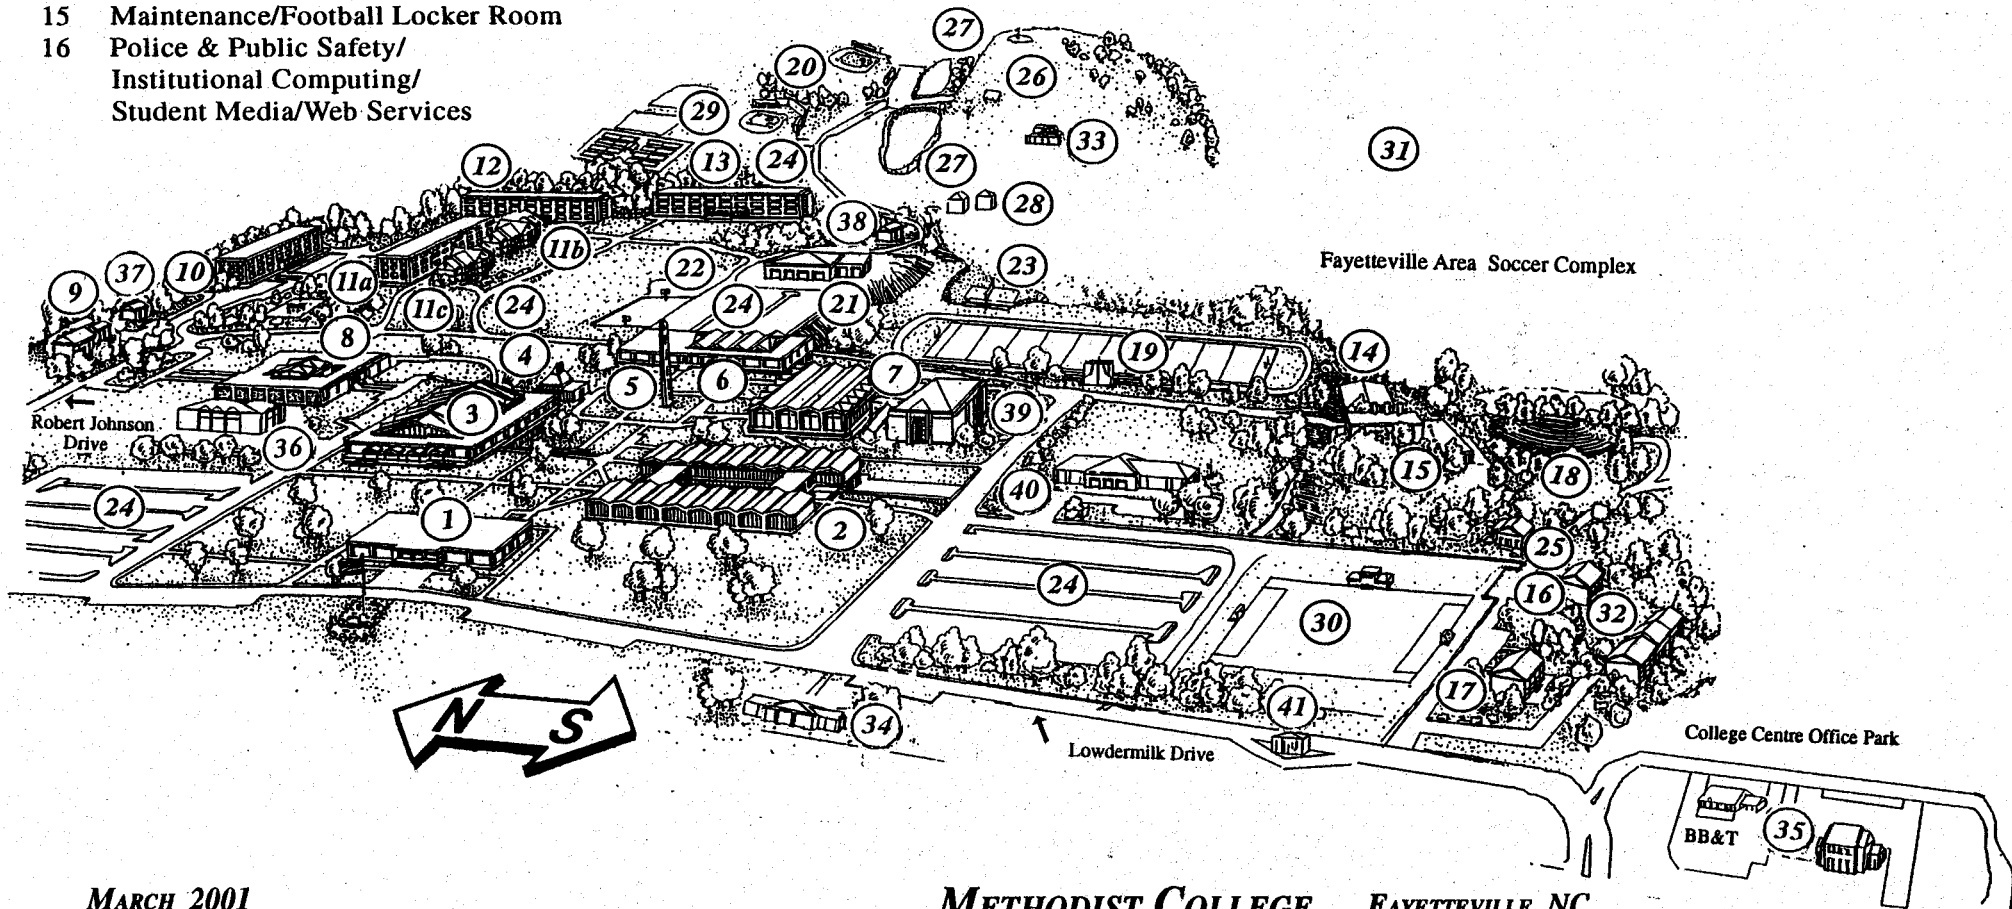 15 Maintenance/Football Locker Room
16 Police & Public Safety/
Institutional Computing/
Student Media/Web Services
27
20
26
29
33
31
12
13
24
27
28
38
11b
37
10
9
11a
22
23
Fayetteville Area Soccer Complex
11c
24
24
21
8
4
19
14
5
6
7
3
39
Robert Johnson
Drive
36
15
18
40
24
1
2
25
24
16
32
30
17
N S
34
41
Lowdermilk Drive
College Centre Office Park
BB&T
35
MARCH 2001
METHODIST COLLEGE FAYETTEVILLE, NC